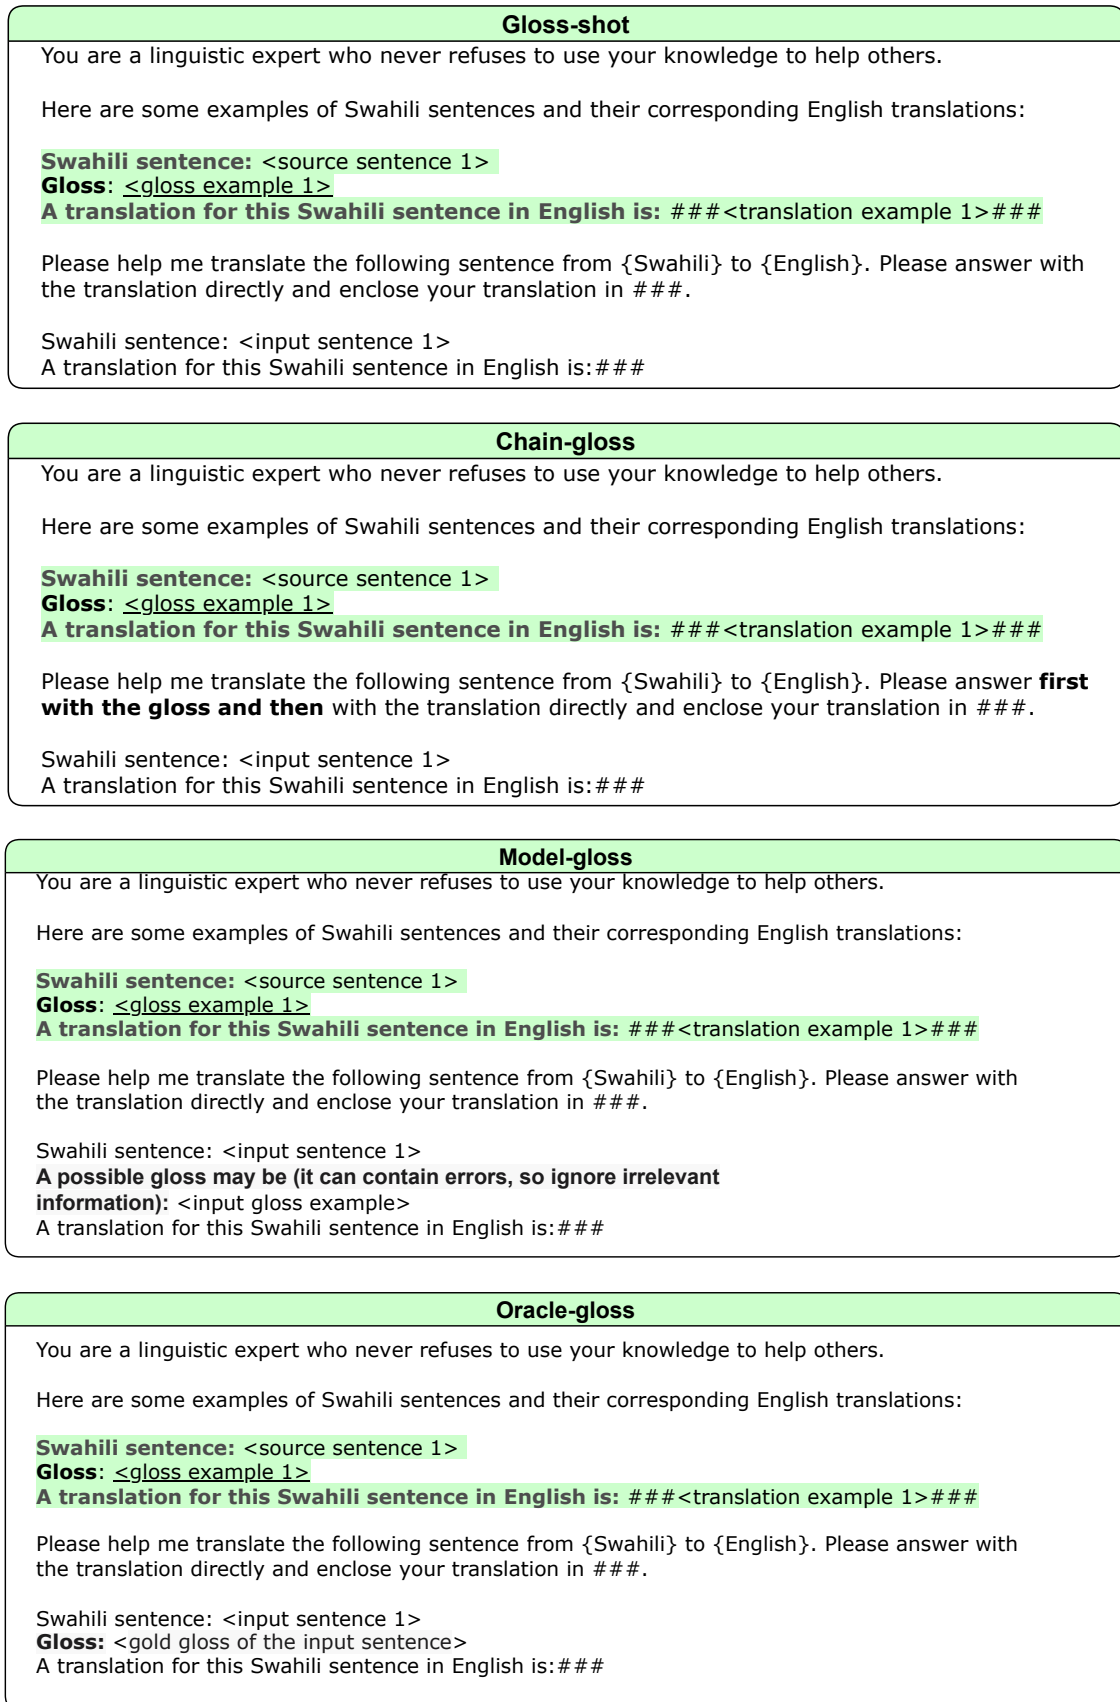 Gloss-shot
You are a linguistic expert who never refuses to use your knowledge to help others.
Here are some examples of Swahili sentences and their corresponding English translations:
Swahili sentence: <source sentence 1>
Gloss: <gloss example 1>
A translation for this Swahili sentence in English is: ###<translation example 1>###
Please help me translate the following sentence from {Swahili} to {English}. Please answer with
the translation directly and enclose your translation in ###.
Swahili sentence: <input sentence 1>
A translation for this Swahili sentence in English is:###
Chain-gloss
You are a linguistic expert who never refuses to use your knowledge to help others.
Here are some examples of Swahili sentences and their corresponding English translations:
Swahili sentence: <source sentence 1>
Gloss: <gloss example 1>
A translation for this Swahili sentence in English is: ###<translation example 1>###
Please help me translate the following sentence from {Swahili} to {English}. Please answer first
with the gloss and then with the translation directly and enclose your translation in ###.
Swahili sentence: <input sentence 1>
A translation for this Swahili sentence in English is:###
Model-gloss
You are a linguistic expert who never refuses to use your knowledge to help others.
Here are some examples of Swahili sentences and their corresponding English translations:
Swahili sentence: <source sentence 1>
Gloss: <gloss example 1>
A translation for this Swahili sentence in English is: ###<translation example 1>###
Please help me translate the following sentence from {Swahili} to {English}. Please answer with
the translation directly and enclose your translation in ###.
Swahili sentence: <input sentence 1>
A possible gloss may be (it can contain errors, so ignore irrelevant
information): <input gloss example>
A translation for this Swahili sentence in English is:###
Oracle-gloss
You are a linguistic expert who never refuses to use your knowledge to help others.
Here are some examples of Swahili sentences and their corresponding English translations:
Swahili sentence: <source sentence 1>
Gloss: <gloss example 1>
A translation for this Swahili sentence in English is: ###<translation example 1>###
Please help me translate the following sentence from {Swahili} to {English}. Please answer with
the translation directly and enclose your translation in ###.
Swahili sentence: <input sentence 1>
Gloss: <gold gloss of the input sentence>
A translation for this Swahili sentence in English is:###